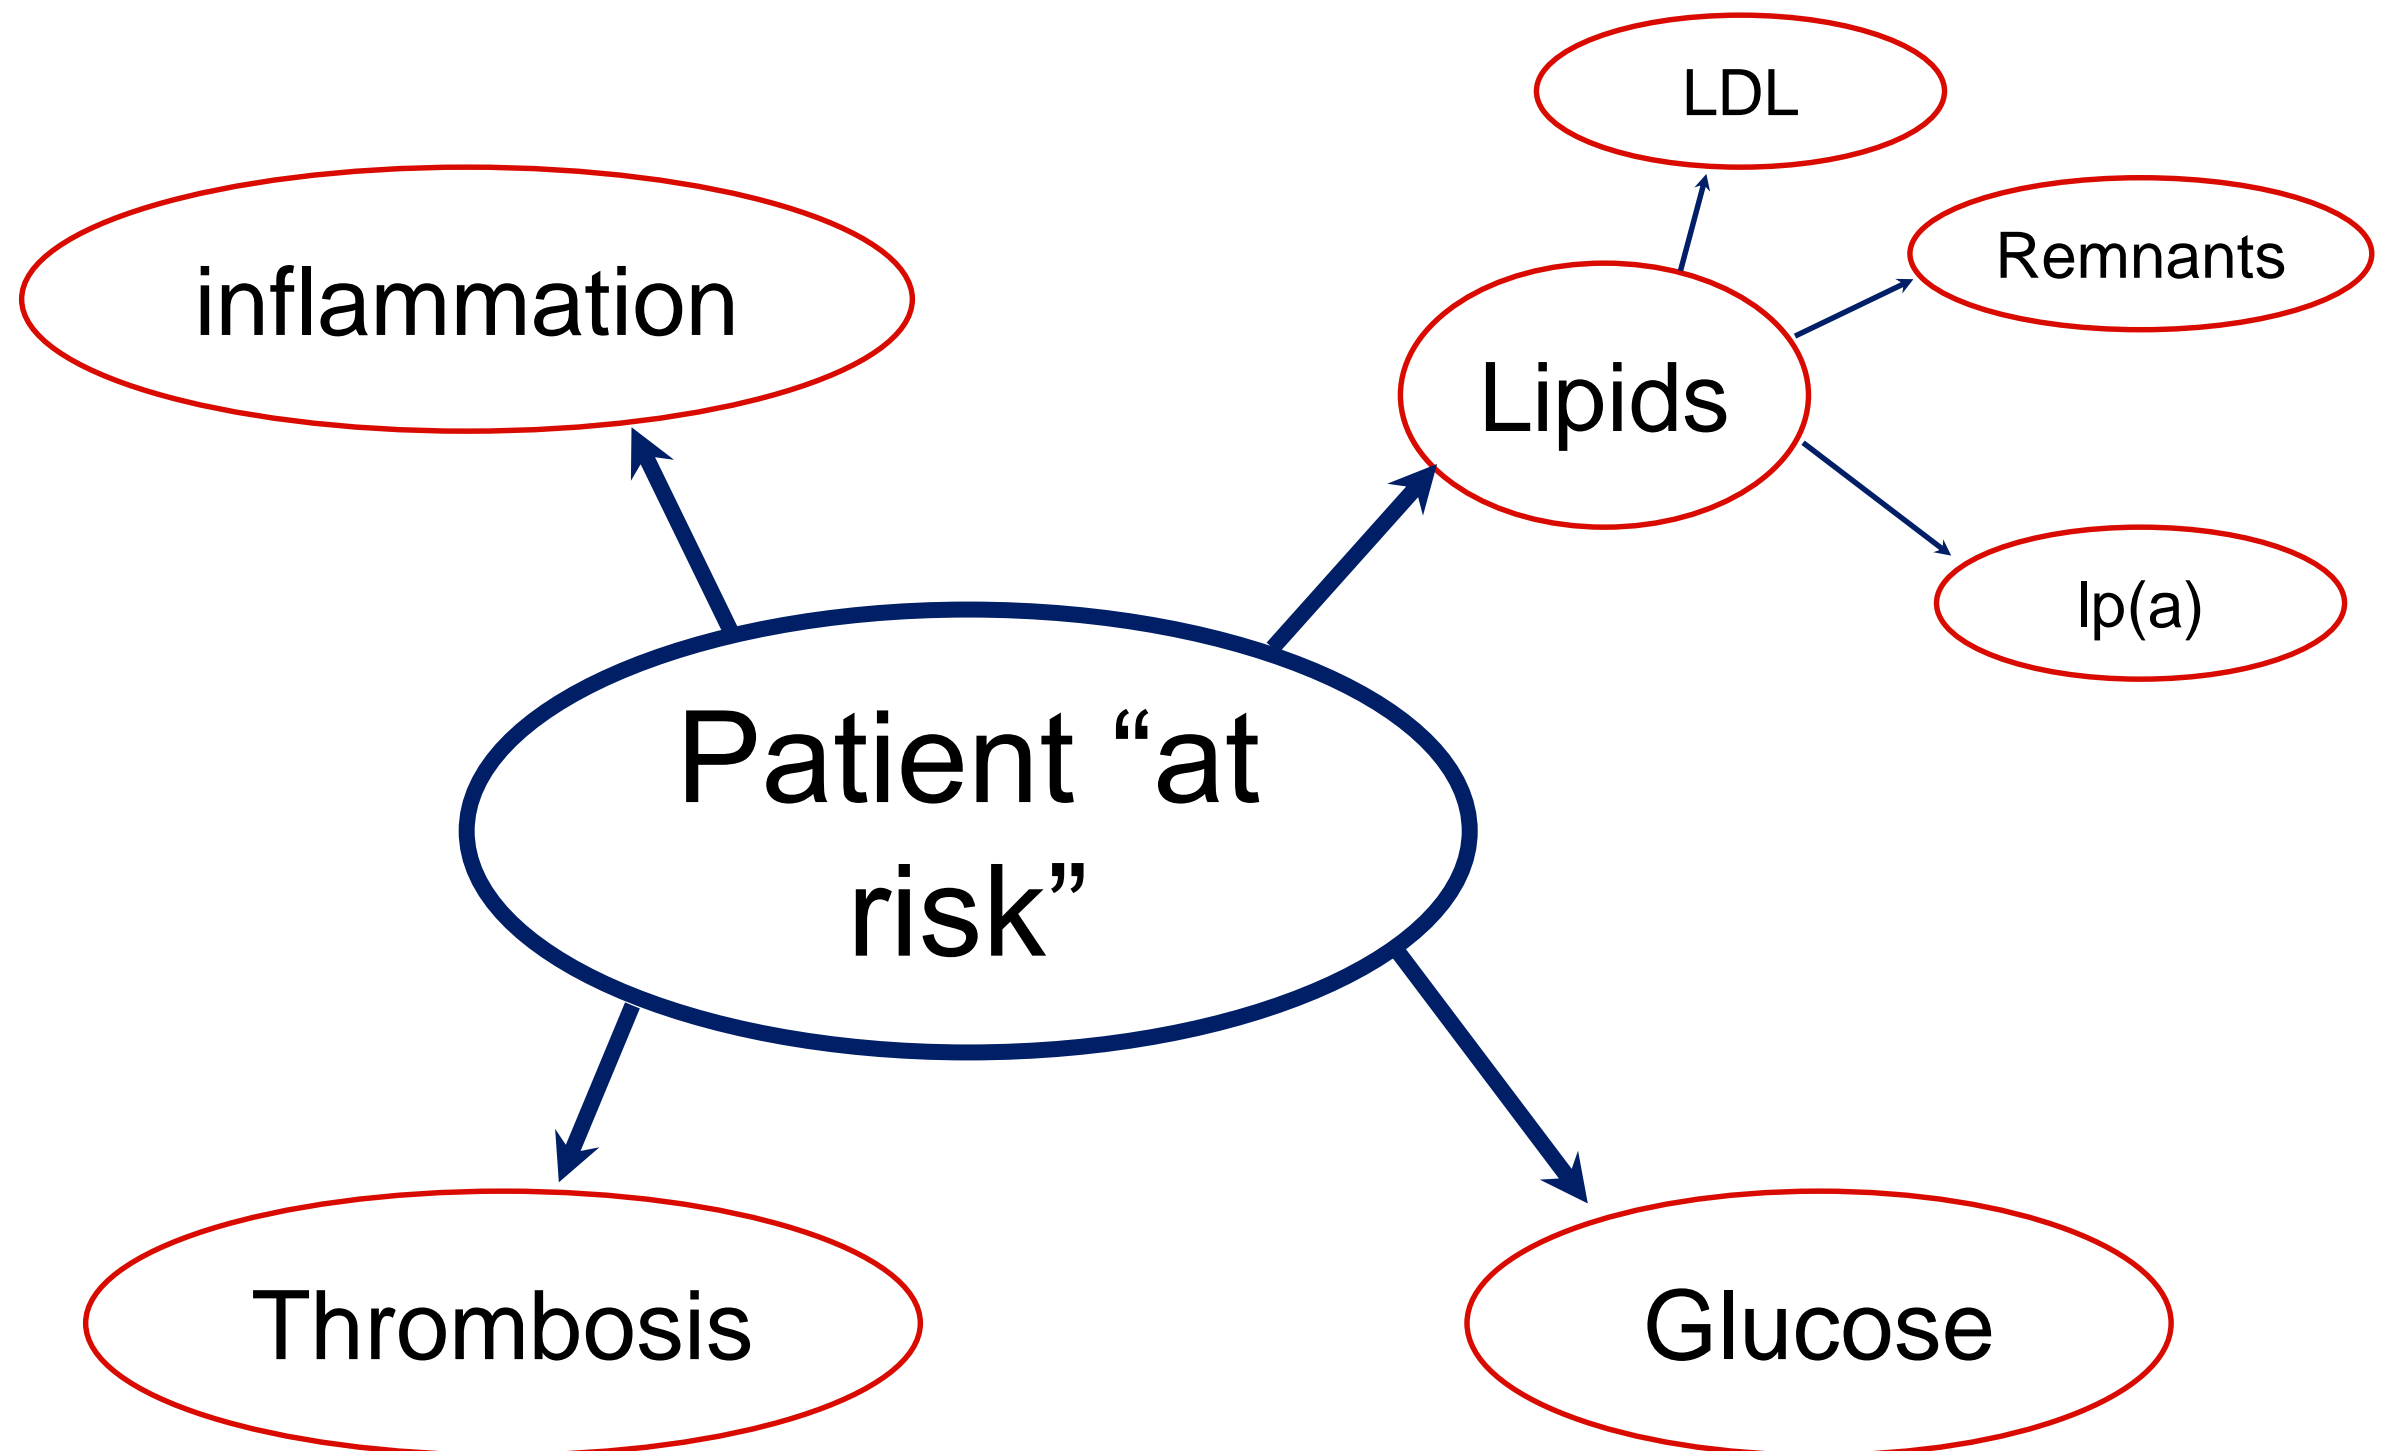 LDL
Remnants
inflammation
Lipids
lp(a)
Patient “at
risk”
Thrombosis
Glucose